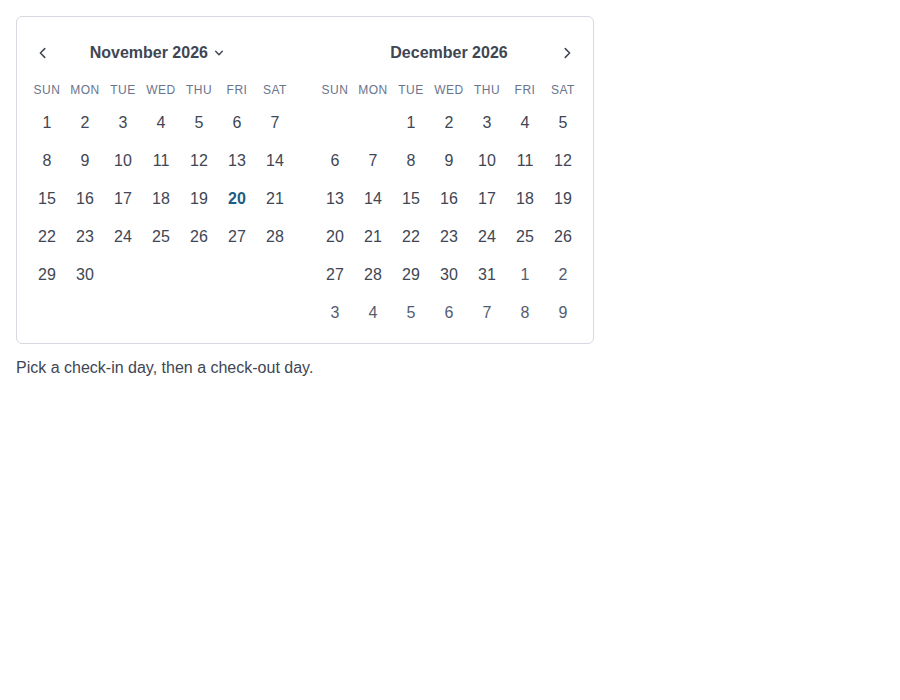 November 2026 December 2026
SUN MON TUE WED THU FRI SAT SUN MON TUE WED THU FRI SAT
1 2 3 4 5 6 7 1 2 3 4 5
8 9 10 11 12 13 14 6 7 8 9 10 11 12
15 16 17 18 19 20 21 13 14 15 16 17 18 19
22 23 24 25 26 27 28 20 21 22 23 24 25 26
29 30 27 28 29 30 31 1 2
3 4 5 6 7 8 9
Pick a check-in day, then a check-out day.